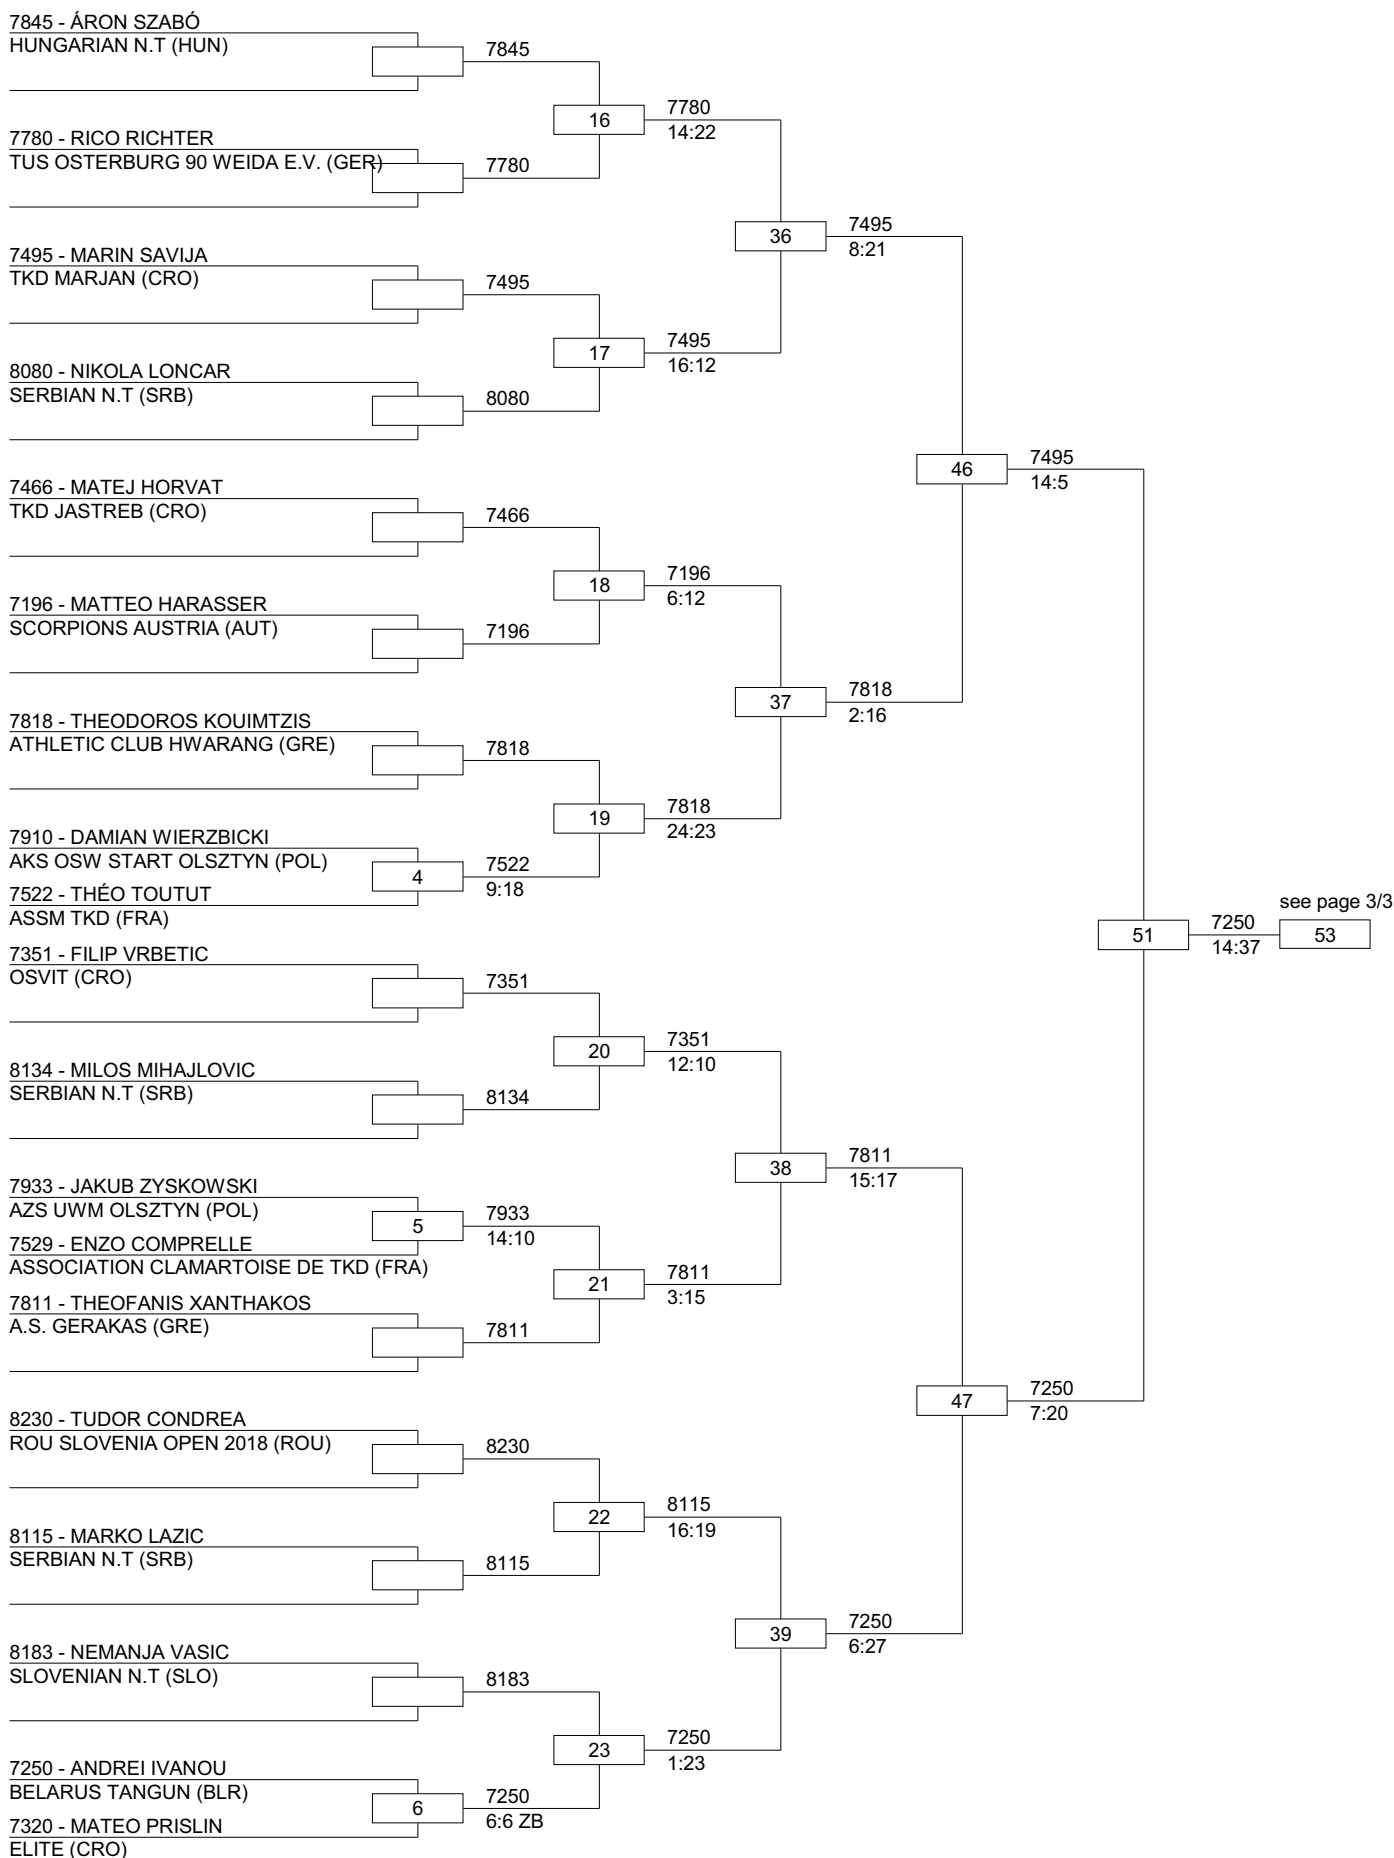 7845 - ÁRON SZABÓ
HUNGARIAN N.T (HUN)
7845
16
7780
14:22
7780 - RICO RICHTER
TUS OSTERBURG 90 WEIDA E.V. (GER)
7780
36
7495
8:21
7495 - MARIN SAVIJA
TKD MARJAN (CRO)
7495
17
7495
16:12
8080 - NIKOLA LONCAR
SERBIAN N.T (SRB)
8080
46
7495
14:5
7466 - MATEJ HORVAT
TKD JASTREB (CRO)
7466
18
7196
6:12
7196 - MATTEO HARASSER
SCORPIONS AUSTRIA (AUT)
7196
37
7818
2:16
7818 - THEODOROS KOUIMTZIS
ATHLETIC CLUB HWARANG (GRE)
7818
19
7818
24:23
7910 - DAMIAN WIERZBICKI
AKS OSW START OLSZTYN (POL)
4
7522
9:18
7522 - THÉO TOUTUT
ASSM TKD (FRA)
see page 3/3
51
7250
14:37
53
7351 - FILIP VRBETIC
OSVIT (CRO)
7351
20
7351
12:10
8134 - MILOS MIHAJLOVIC
SERBIAN N.T (SRB)
8134
38
7811
15:17
7933 - JAKUB ZYSKOWSKI
AZS UWM OLSZTYN (POL)
5
7933
14:10
7529 - ENZO COMPRELLE
ASSOCIATION CLAMARTOISE DE TKD (FRA)
21
7811
3:15
7811 - THEOFANIS XANTHAKOS
A.S. GERAKAS (GRE)
7811
47
7250
7:20
8230 - TUDOR CONDREA
ROU SLOVENIA OPEN 2018 (ROU)
8230
22
8115
16:19
8115 - MARKO LAZIC
SERBIAN N.T (SRB)
8115
39
7250
6:27
8183 - NEMANJA VASIC
SLOVENIAN N.T (SLO)
8183
23
7250
1:23
7250 - ANDREI IVANOU
BELARUS TANGUN (BLR)
6
7250
6:6 ZB
7320 - MATEO PRISLIN
ELITE (CRO)